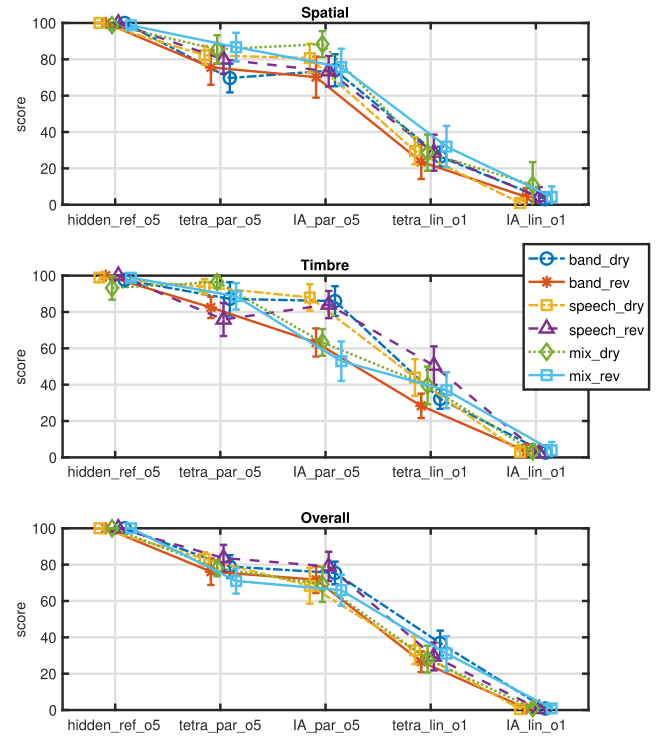 Spatial
100
80
60
40
20
0
score
hidden_ref_o5 tetra_par_o5 IA_par_o5 tetra_lin_o1 IA_lin_o1
Timbre
100
80
60
40
20
0
score
hidden_ref_o5 tetra_par_o5 IA_par_o5 tetra_lin_o1 IA_lin_o1
band_dry
band_rev
speech_dry
speech_rev
mix_dry
mix_rev
Overall
100
80
60
40
20
0
score
hidden_ref_o5 tetra_par_o5 IA_par_o5 tetra_lin_o1 IA_lin_o1